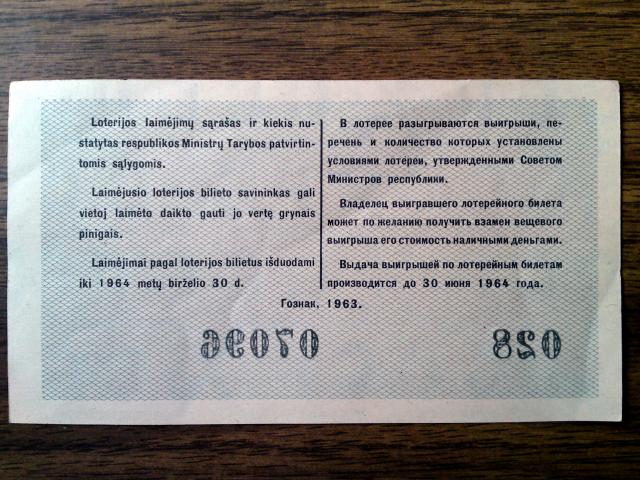 Loterijos laimėjimų sąrašas ir kiekis nu-
statytas respublikos Ministrų Tarybos patvirtin-
tomis sąlygomis.
Laimėjusio loterijos bilieto savininkas gali
vietoj laimėto daikto gauti jo vertę grynais
pinigais.
Laimėjimai pagal loterijos bilietus išduodami
iki 1964 metų birželio 30 d.
В лотерее разыгрываются выигрыши, пе-
речень и количество которых установлены
условиями лотереи, утвержденными Советом
Министров республики.
Владелец выигравшего лотерейного билета
может по желанию получить взамен вещевого
выигрыша его стоимость наличными деньгами.
Выдача выигрышей по лотерейным билетам
производится до 30 июня 1964 года.
Гознак. 1963.
07096
028